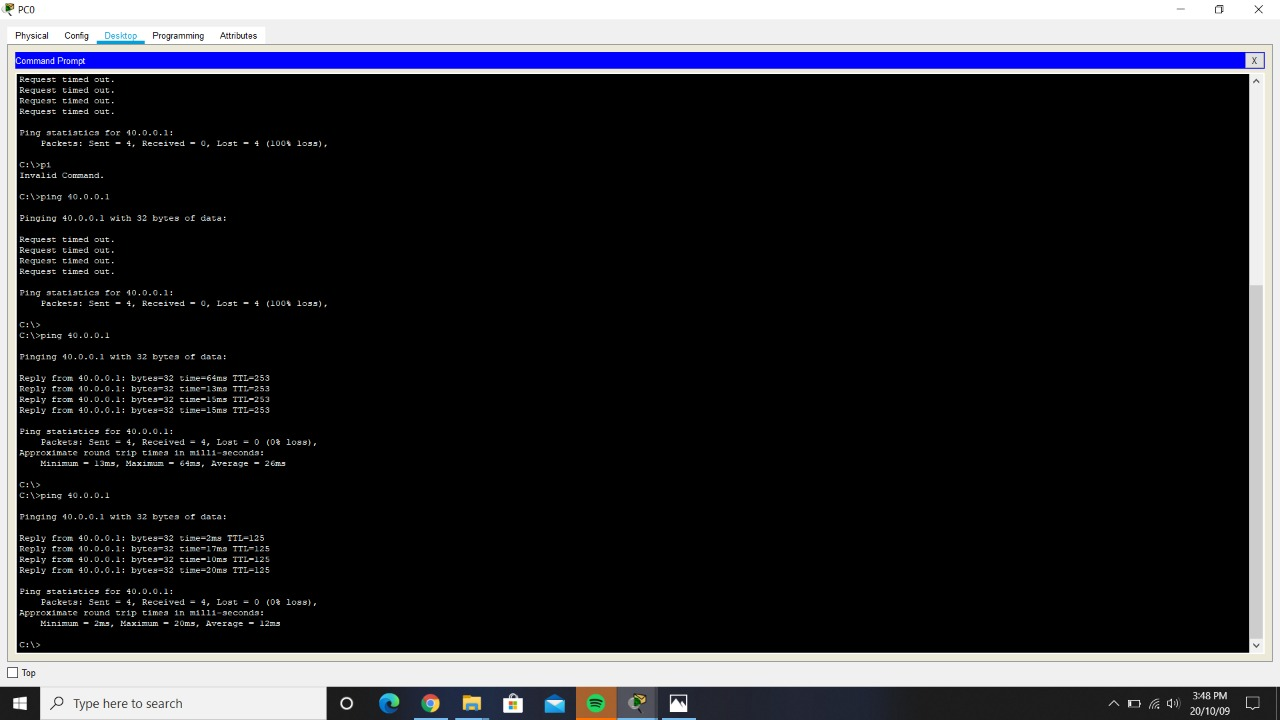 PC0
Physical Config Desktop Programming Attributes
Command Prompt
X
Request timed out.
Request timed out.
Request timed out.
Request timed out.
Ping statistics for 40.0.0.1:
Packets: Sent = 4, Received = 0, Lost = 4 (100% loss),
C:\>pi
Invalid Command.
C:\>ping 40.0.0.1
Pinging 40.0.0.1 with 32 bytes of data:
Request timed out.
Request timed out.
Request timed out.
Request timed out.
Ping statistics for 40.0.0.1:
Packets: Sent = 4, Received = 0, Lost = 4 (100% loss),
C:\>
C:\>ping 40.0.0.1
Pinging 40.0.0.1 with 32 bytes of data:
Reply from 40.0.0.1: bytes=32 time=64ms TTL=253
Reply from 40.0.0.1: bytes=32 time=13ms TTL=253
Reply from 40.0.0.1: bytes=32 time=15ms TTL=253
Reply from 40.0.0.1: bytes=32 time=15ms TTL=253
Ping statistics for 40.0.0.1:
Packets: Sent = 4, Received = 4, Lost = 0 (0% loss),
Approximate round trip times in milli-seconds:
Minimum = 13ms, Maximum = 64ms, Average = 26ms
C:\>
C:\>ping 40.0.0.1
Pinging 40.0.0.1 with 32 bytes of data:
Reply from 40.0.0.1: bytes=32 time=2ms TTL=125
Reply from 40.0.0.1: bytes=32 time=17ms TTL=125
Reply from 40.0.0.1: bytes=32 time=10ms TTL=125
Reply from 40.0.0.1: bytes=32 time=20ms TTL=125
Ping statistics for 40.0.0.1:
Packets: Sent = 4, Received = 4, Lost = 0 (0% loss),
Approximate round trip times in milli-seconds:
Minimum = 2ms, Maximum = 20ms, Average = 12ms
C:\>
Top
Type here to search
3:48 PM
20/10/09